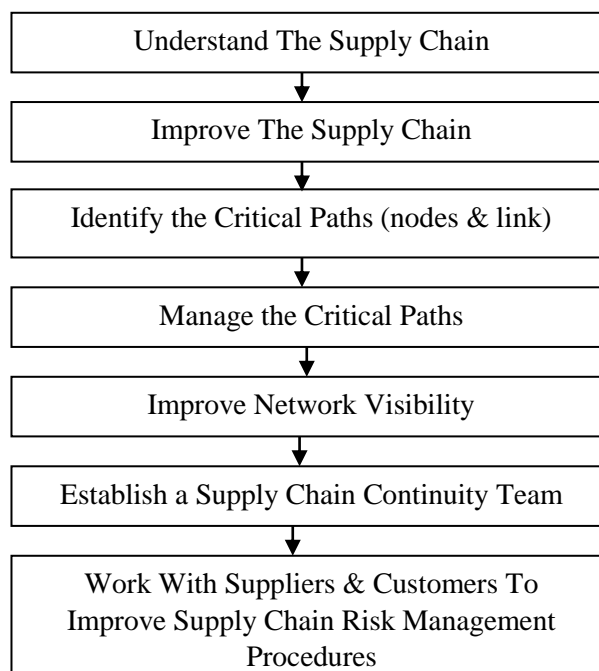 Understand The Supply Chain
Improve The Supply Chain
Identify the Critical Paths (nodes & link)
Manage the Critical Paths
Improve Network Visibility
Establish a Supply Chain Continuity Team
Work With Suppliers & Customers To
Improve Supply Chain Risk Management
Procedures